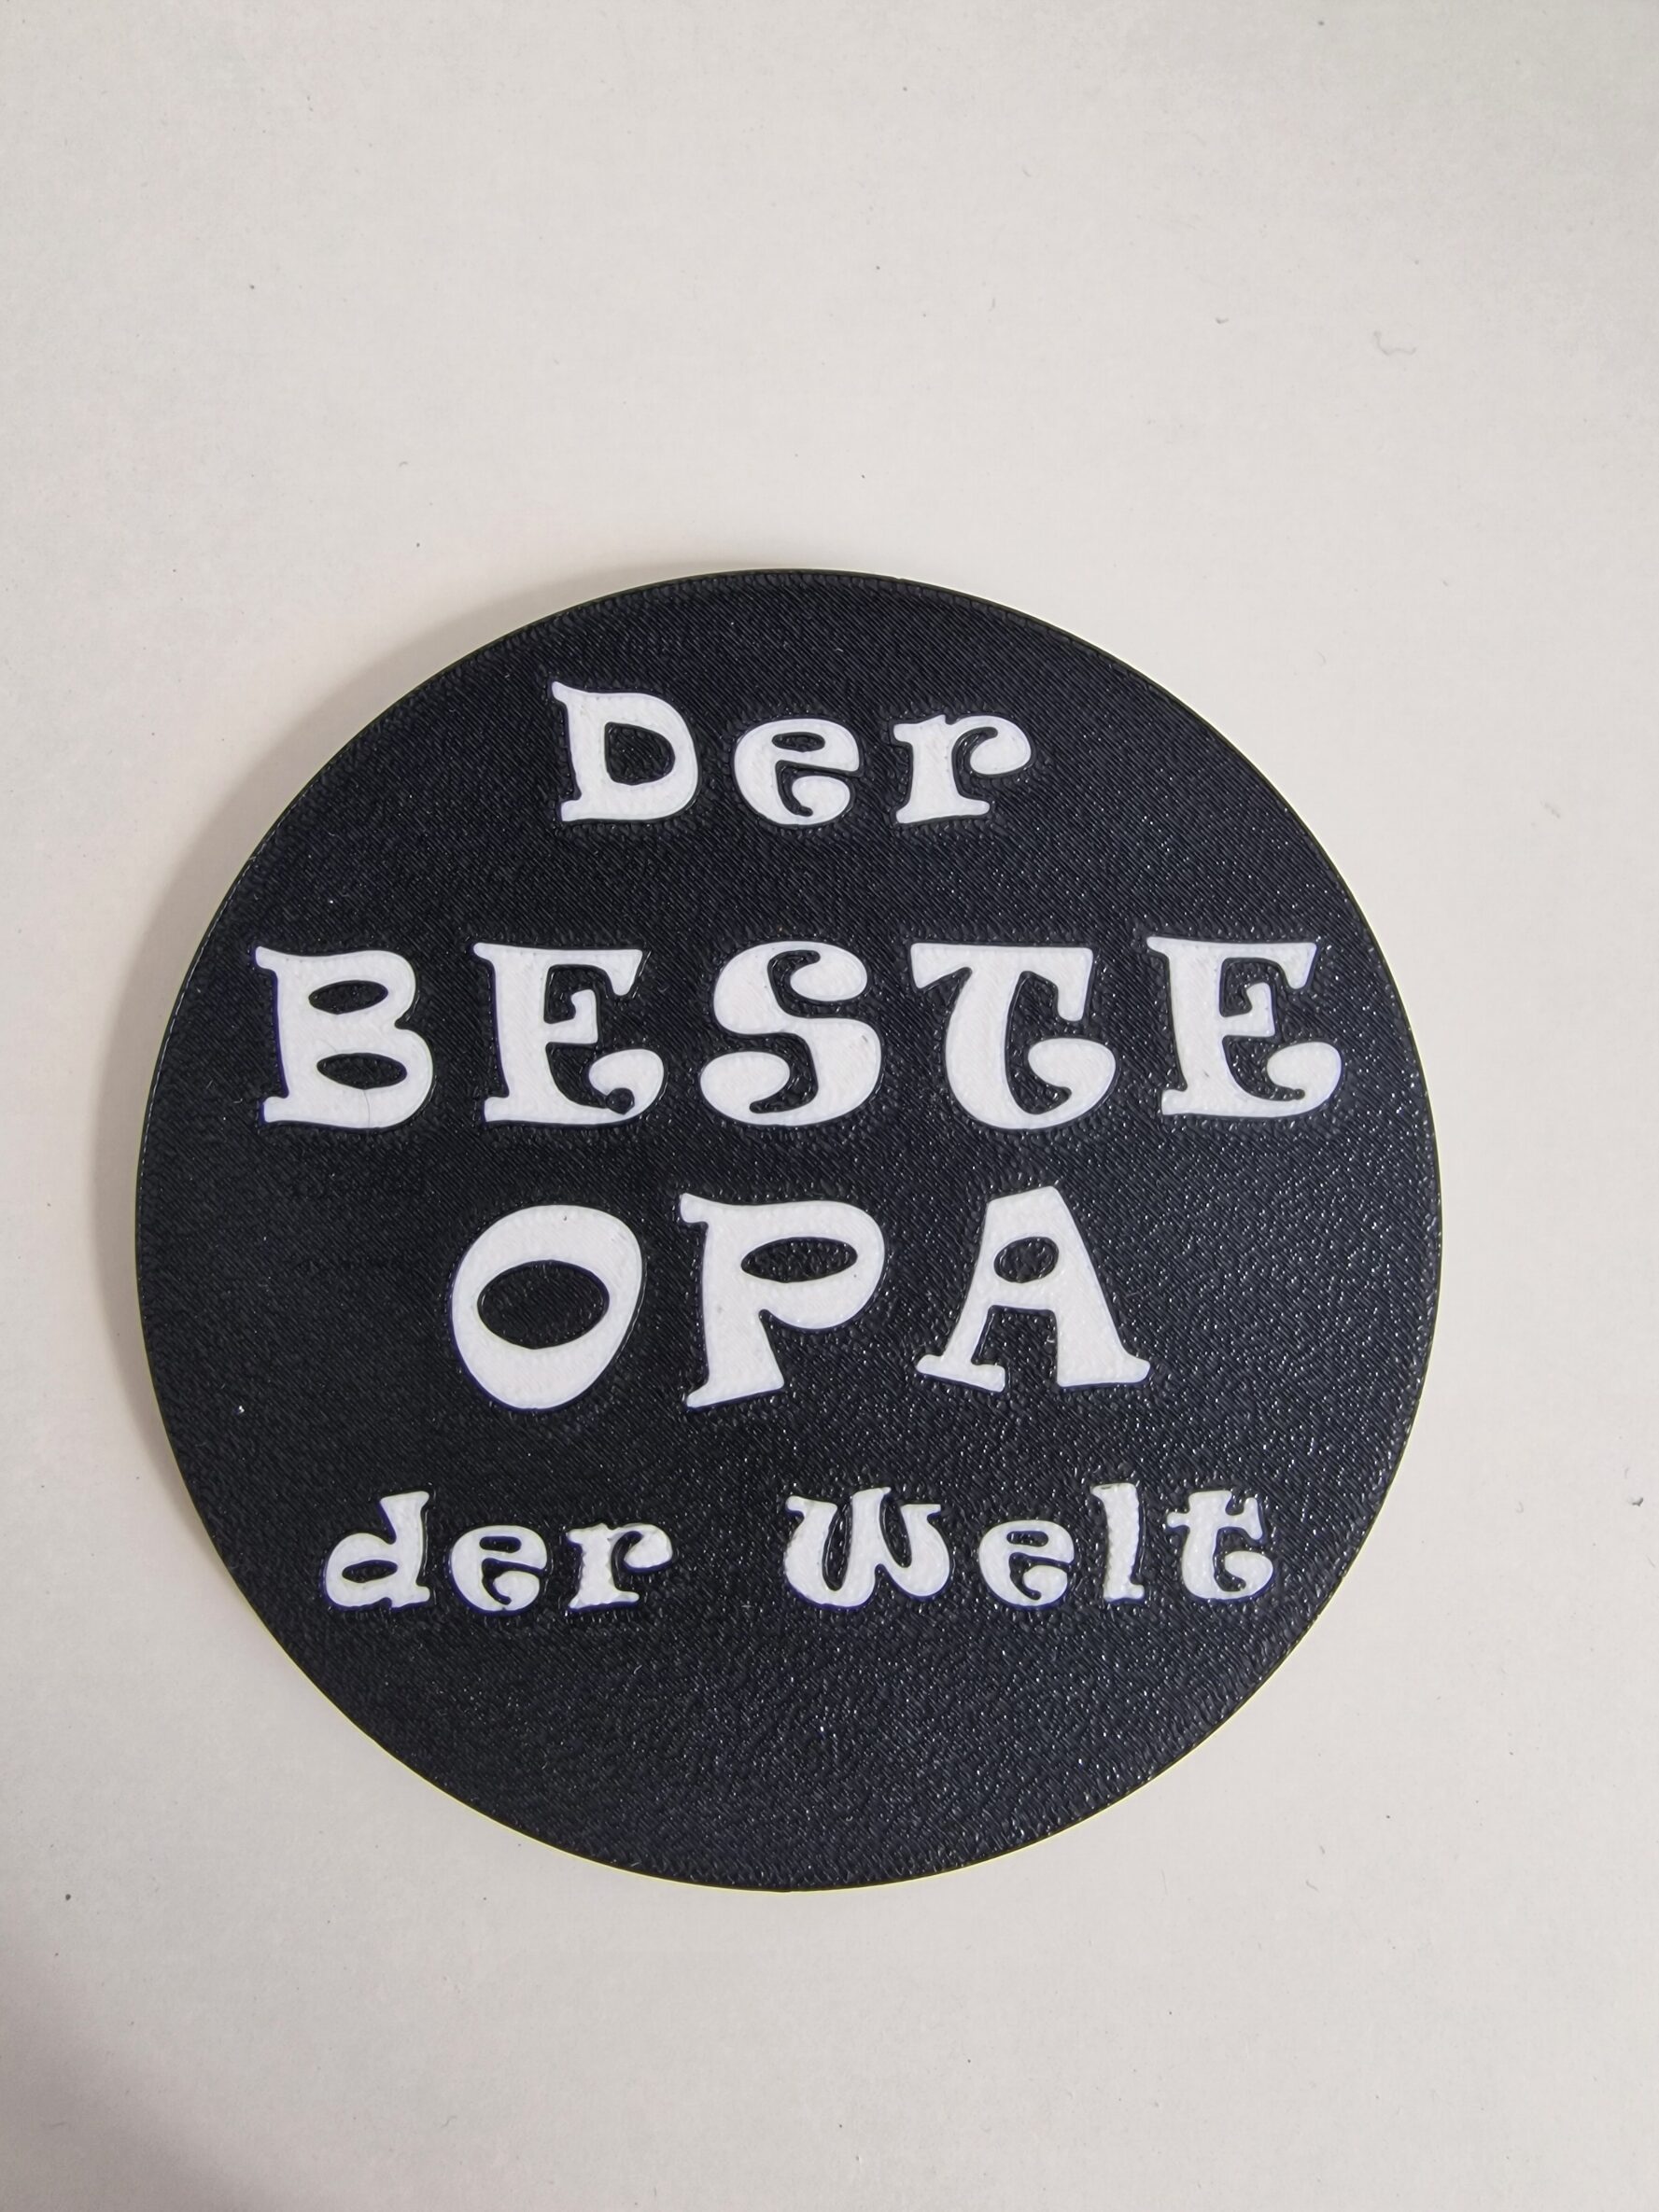 Der
BESTE
OPA
der Welt